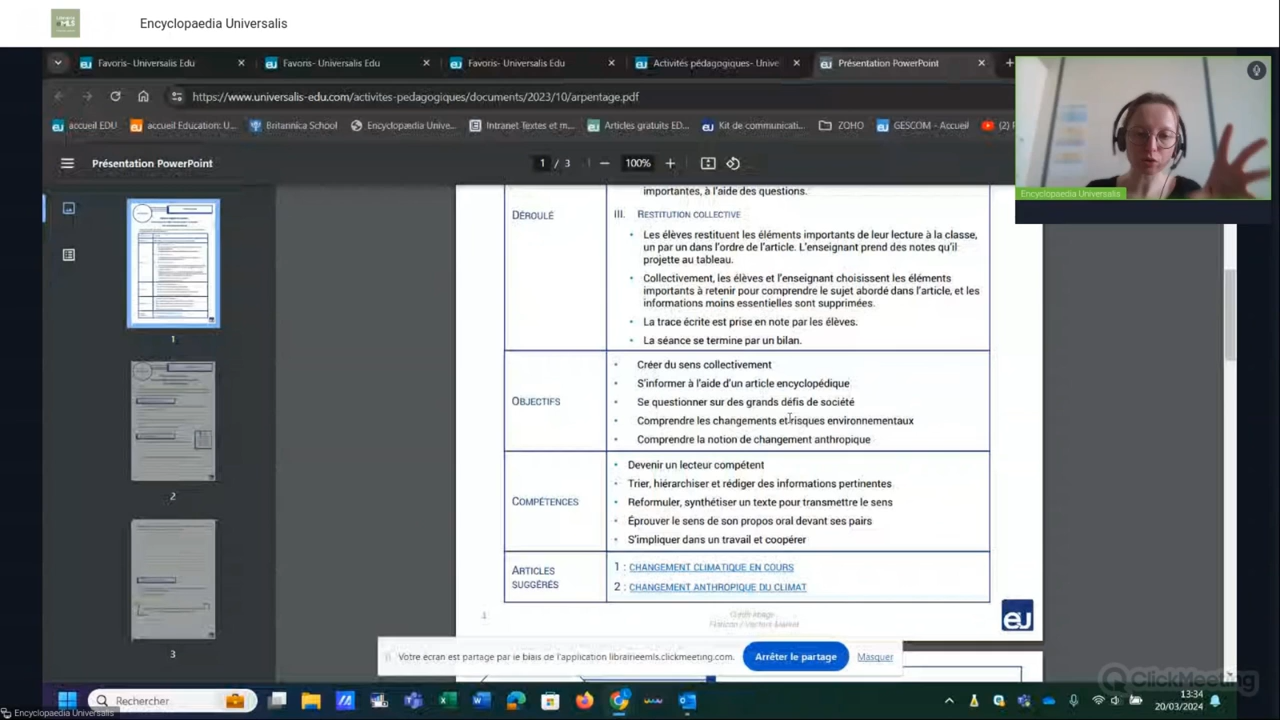 Encyclopaedia Universalis
Favoris- Universalis Edu
Favoris- Universalis Edu
Favoris- Universalis Edu
Activités pédagogiques- Unive
Présentation PowerPoint
https://www.universalis-edu.com/activites-pedagogiques/documents/2023/10/arpentage.pdf
accueil EDU
accueil Education: U...
Britannica School
Encyclopædia Unive...
Intranet Textes et m...
Articles gratuits ED...
Kit de communicati...
ZOHO
GESCOM - Accueil
Présentation PowerPoint
1 / 3
100%
Encyclopaedia Universalis
importantes, à l'aide des questions.
DÉROULÉ
III. RESTITUTION COLLECTIVE
Les élèves restituent les éléments importants de leur lecture à la classe,
un par un dans l'ordre de l'article. L'enseignant prend des notes qu'il
projette au tableau.
Collectivement, les élèves et l'enseignant choisissent les éléments
importants à retenir pour comprendre le sujet abordé dans l'article, et les
informations moins essentielles sont supprimées.
La trace écrite est prise en note par les élèves.
La séance se termine par un bilan.
OBJECTIFS
Créer du sens collectivement
S'informer à l'aide d'un article encyclopédique
Se questionner sur des grands défis de société
Comprendre les changements et risques environnementaux
Comprendre la notion de changement anthropique
COMPÉTENCES
Devenir un lecteur compétent
Trier, hiérarchiser et rédiger des informations pertinentes
Reformuler, synthétiser un texte pour transmettre le sens
Éprouver le sens de son propos oral devant ses pairs
S'impliquer dans un travail et coopérer
ARTICLES
SUGGÉRÉS
1 : CHANGEMENT CLIMATIQUE EN COURS
2 : CHANGEMENT ANTHROPIQUE DU CLIMAT
1
2
3
Votre écran est partagé par le biais de l'application librairieemls.clickmeeting.com.
Arrêter le partage
Masquer
ClickMeeting
Rechercher
13:34
20/03/2024
Encyclopaedia Universalis